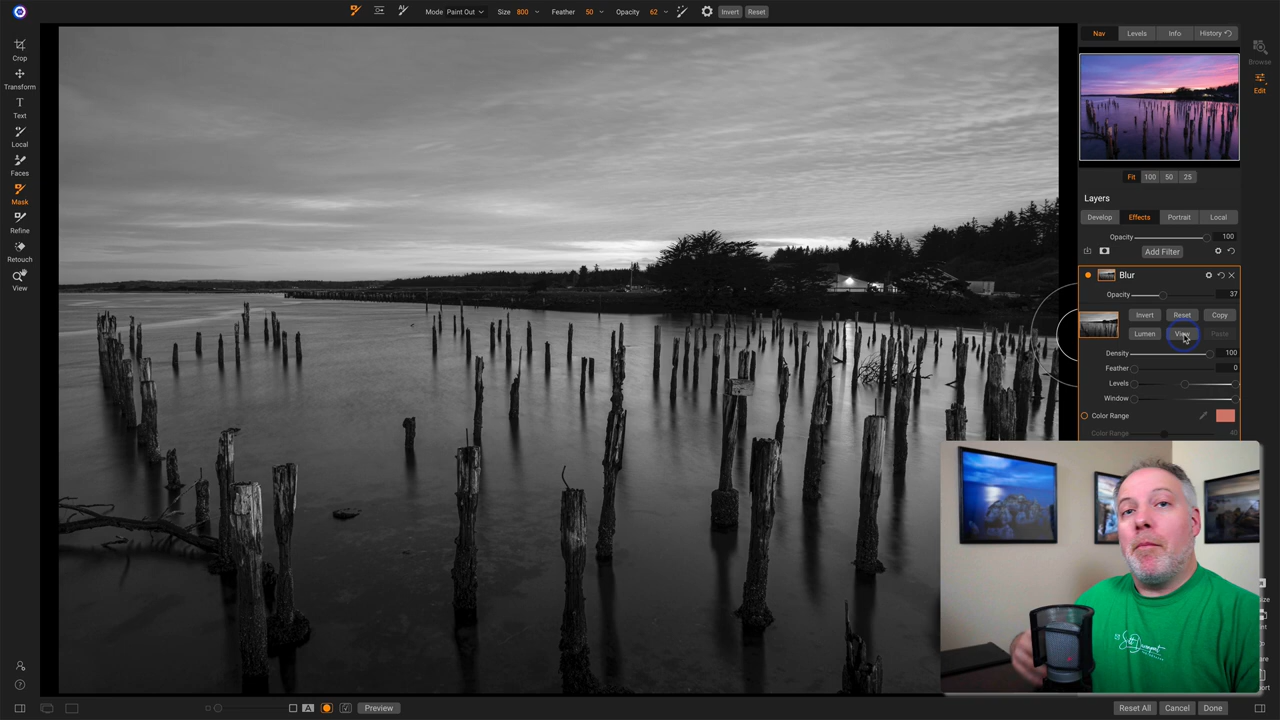 Mode Paint Out Size 800 Feather 50 Opacity 62 Invert Reset
Crop
Transform
Text
Local
Faces
Mask
Refine
Retouch
View
Nav Levels Info History
Browse
Edit
Fit 100 50 25
Layers
Develop Effects Portrait Local
Opacity 100
Add Filter
Blur
Opacity 37
Invert Reset Copy
Lumen View Paste
Density 100
Feather 0
Levels
Window
Color Range
Color Range 40
A Preview
Reset All Cancel Done